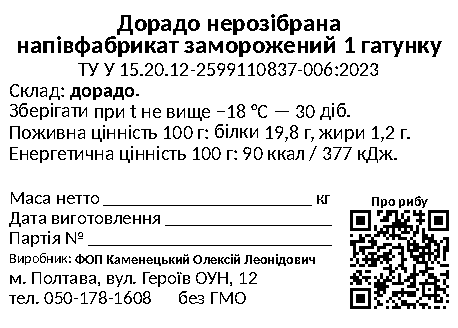 Дорадо нерозібрана
напівфабрикат заморожений 1 гатунку
ТУ У 15.20.12-2599110837-006:2023
Склад: дорадо.
Зберігати при t не вище −18 °С — 30 діб.
Поживна цінність 100 г: білки 19,8 г, жири 1,2 г.
Енергетична цінність 100 г: 90 ккал / 377 кДж.
Маса нетто ______________________ кг
Дата виготовлення __________________
Партія № __________________________
Про рибу
Виробник: ФОП Каменецький Олексій Леонідович
м. Полтава, вул. Героїв ОУН, 12
тел. 050-178-1608 без ГМО